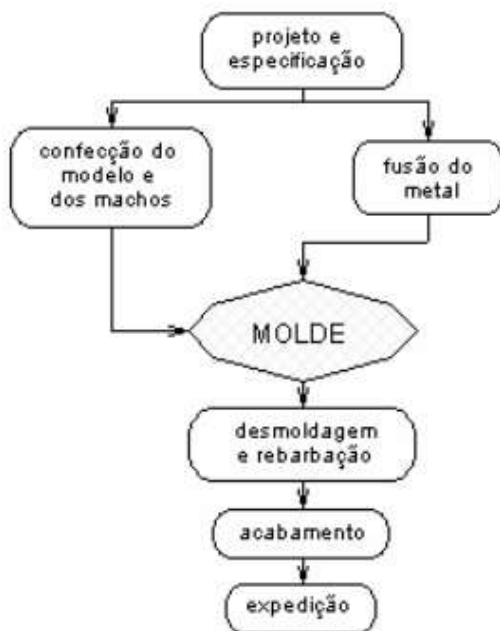 projeto e
especificação
confecção do
modelo e
dos machos
fusão do
metal
MOLDE
desmoldagem
e rebarbação
acabamento
expedição